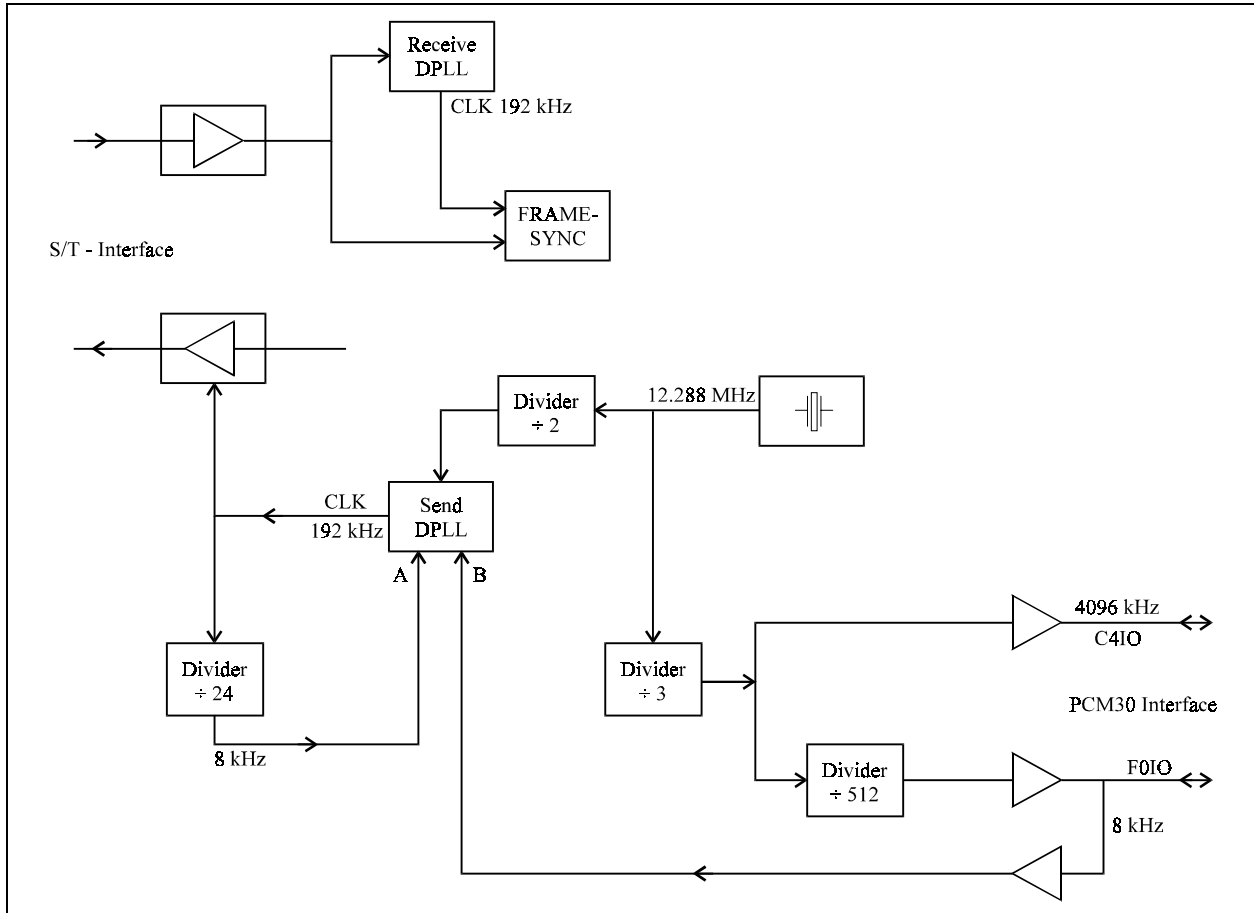 Receive
DPLL
CLK 192 kHz
FRAME-
SYNC
S/T - Interface
12.288 MHz
Divider
÷ 2
CLK
192 kHz
Send
DPLL
A
B
4096 kHz
C4IO
Divider
÷ 24
Divider
÷ 3
PCM30 Interface
8 kHz
Divider
÷ 512
F0IO
8 kHz